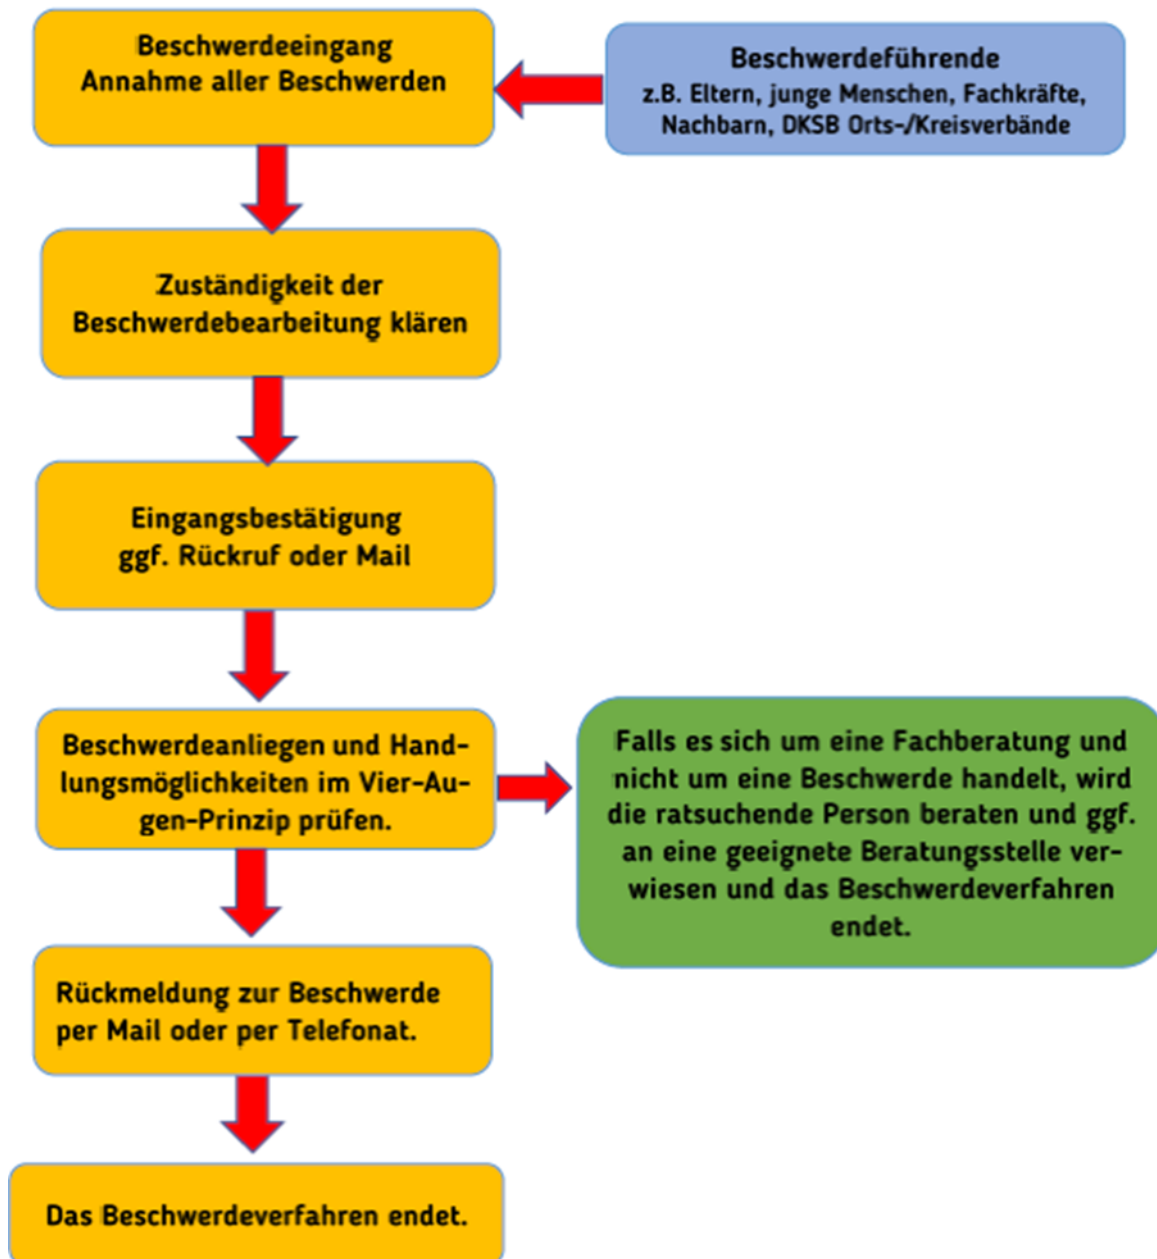 Beschwerdeeingang
Annahme aller Beschwerden
Beschwerdeführende
z.B. Eltern, junge Menschen, Fachkräfte,
Nachbarn, DKSB Orts-/Kreisverbände
Zuständigkeit der
Beschwerdebearbeitung klären
Eingangsbestätigung
ggf. Rückruf oder Mail
Beschwerdeanliegen und Hand-
lungsmöglichkeiten im Vier-Au-
gen-Prinzip prüfen.
Falls es sich um eine Fachberatung und
nicht um eine Beschwerde handelt, wird
die ratsuchende Person beraten und ggf.
an eine geeignete Beratungsstelle ver-
wiesen und das Beschwerdeverfahren
endet.
Rückmeldung zur Beschwerde
per Mail oder per Telefonat.
Das Beschwerdeverfahren endet.